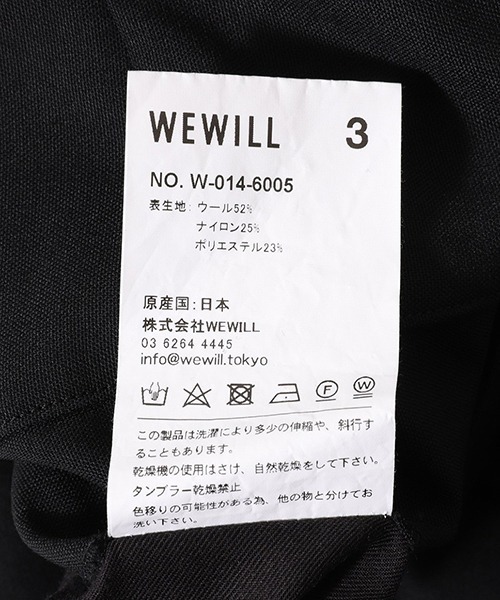 WEWILL 3
NO. W-014-6005
表生地: ウール52%
ナイロン25%
ポリエステル23%
原産国:日本
株式会社WEWILL
03 6264 4445
info@wewill.tokyo
F W
この製品は洗濯により多少の伸縮や、斜行す
ることもあります。
乾燥機の使用はさけ、自然乾燥をして下さい。
タンブラー乾燥禁止
色移りの可能性がある為、他の物と分けてお
洗い下さい。